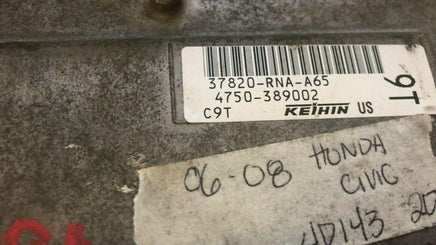 37820-RNA-A65
4750-389002
C9T KEIHIN US
9T
06-08 HONDA
CIVIC